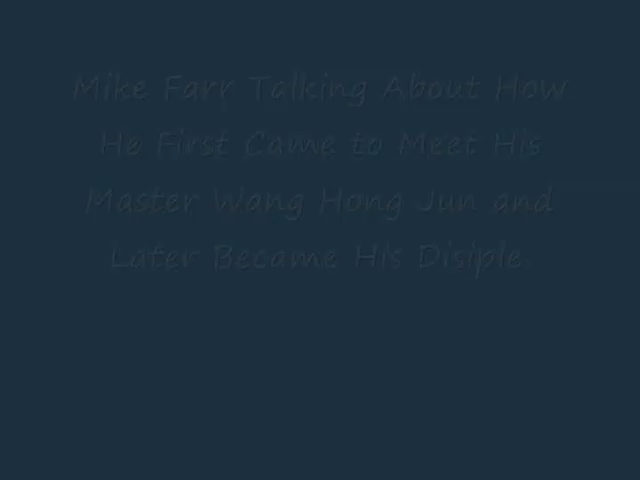 Mike Farr Talking About How
He First Came to Meet His
Master Wang Hong Jun and
Later Became His Disiple